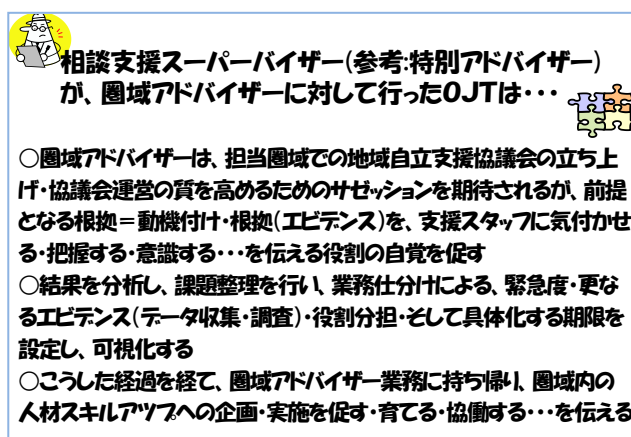 相談支援スーパーバイザー(参考:特別アドバイザー)
が、圏域アドバイザーに対して行ったOJTは・・・
○圏域アドバイザーは、担当圏域での地域自立支援協議会の立ち上
げ・協議会運営の質を高めるためのサゼッションを期待されるが、前提
となる根拠＝動機付け・根拠(エビデンス)を、支援スタッフに気付かせ
る・把握する・意識する・・・を伝える役割の自覚を促す
○結果を分析し、課題整理を行い、業務仕分けによる、緊急度・更な
るエビデンス(データ収集・調査)・役割分担・そして具体化する期限を
設定し、可視化する
○こうした経過を経て、圏域アドバイザー業務に持ち帰り、圏域内の
人材スキルアツプへの企画・実施を促す・育てる・協働する・・・を伝える